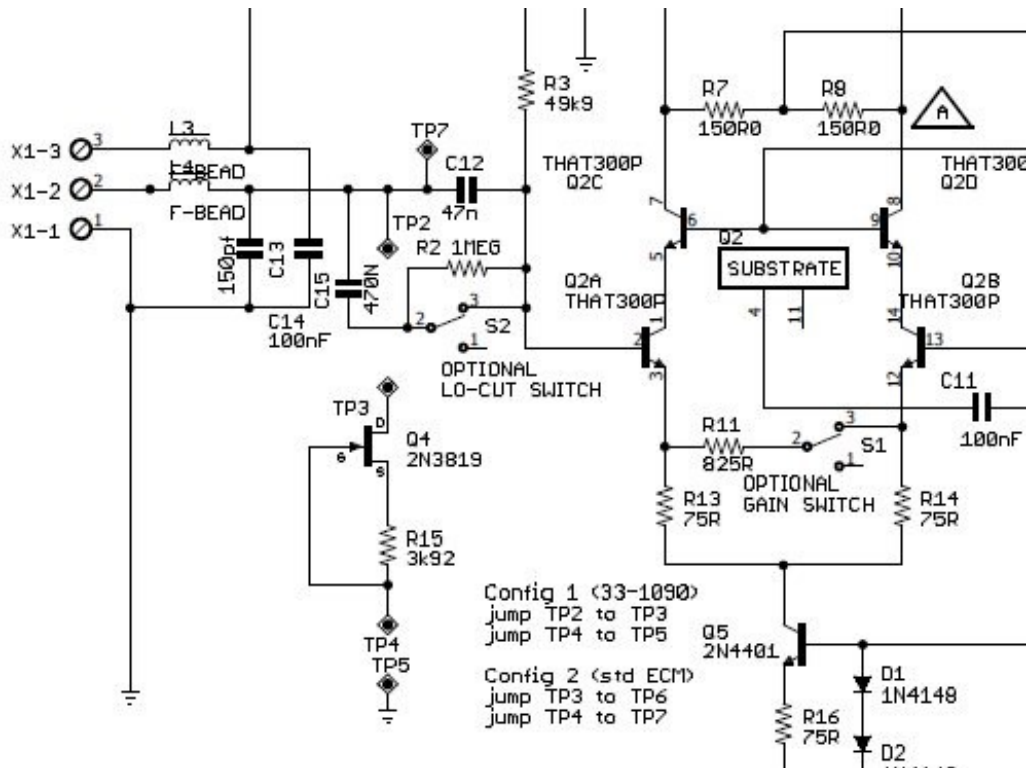 R3
49k9
R7
150R0
R8
150R0
A
L3
X1-3
3
TP7
C12
47n
THAT300P
Q2C
THAT300
Q2D
F-BEAD
L4
X1-2
2
F-BEAD
X1-1
1
150pf
C13
C15
470N
TP2
R2 1MEG
7
6
5
8
9
10
Q2
SUBSTRATE
4
11
Q2A
THAT300P
Q2B
THAT300P
C14
100nF
2
3
1
S2
OPTIONAL
LO-CUT SWITCH
1
2
3
14
13
12
C11
100nF
TP3
D
G
S
Q4
2N3819
R11
825R
2
3
1
S1
OPTIONAL
GAIN SWITCH
R13
75R
R14
75R
R15
3k92
TP4
TP5
Config 1 (33-1090)
jump TP2 to TP3
jump TP4 to TP5
Config 2 (std ECM)
jump TP3 to TP6
jump TP4 to TP7
Q5
2N4401
D1
1N4148
R16
75R
D2